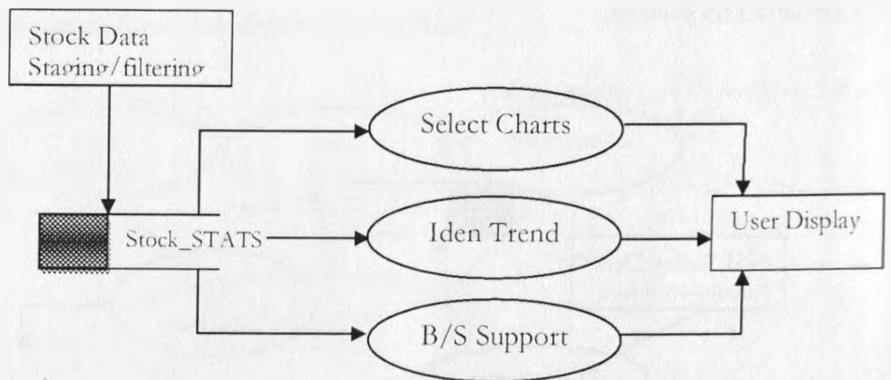 Stock Data
Staging/filtering
Select Charts
Stock_STATS
Iden Trend
User Display
B/S Support